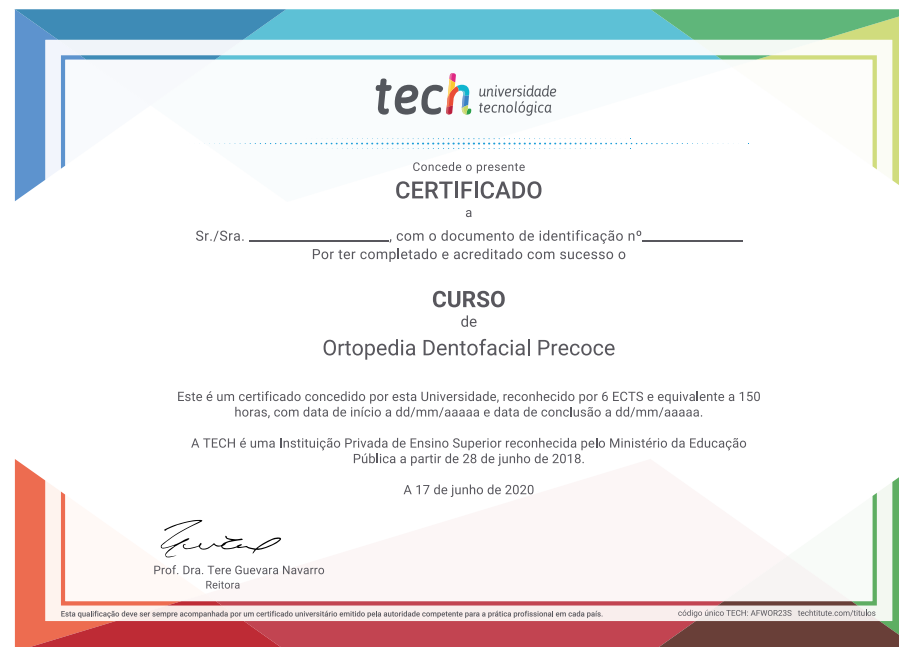 tech universidade
tecnológica
Concede o presente
CERTIFICADO
a
Sr./Sra. ____________________, com o documento de identificação nº______________
Por ter completado e acreditado com sucesso o
CURSO
de
Ortopedia Dentofacial Precoce
Este é um certificado concedido por esta Universidade, reconhecido por 6 ECTS e equivalente a 150
horas, com data de início a dd/mm/aaaaa e data de conclusão a dd/mm/aaaaa.
A TECH é uma Instituição Privada de Ensino Superior reconhecida pelo Ministério da Educação
Pública a partir de 28 de junho de 2018.
A 17 de junho de 2020
Prof. Dra. Tere Guevara Navarro
Reitora
Esta qualificação deve ser sempre acompanhada por um certificado universitário emitido pela autoridade competente para a prática profissional em cada país.
código único TECH: AFWOR23S techtitute.com/titulos